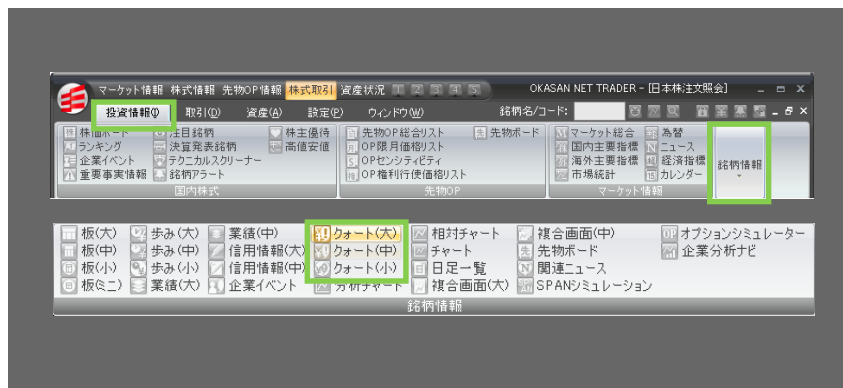 マーケット情報 株式情報 先物OP情報 株式取引 資産状況 1 2 3 4 5 OKASAN NET TRADER - [日本株注文照会]
投資情報(I) 取引(O) 資産(A) 設定(P) ウィンドウ(W) 銘柄名/コード:
株価ボード 注目銘柄 株主優待 先物OP総合リスト 先物ボード マーケット総合 為替
ランキング 決算発表銘柄 高値安値 OP限月価格リスト 国内主要指標 ニュース
企業イベント テクニカルスクリーナー OPセンシティビティ 海外主要指標 経済指標 銘柄情報
重要事実情報 銘柄アラート OP権利行使価格リスト 市場統計 カレンダー
国内株式 先物OP マーケット情報
板(大) 歩み(大) 業績(中) クォート(大) 相対チャート 複合画面(中) オプションシミュレーター
板(中) 歩み(中) 信用情報(大) クォート(中) チャート 先物ボード 企業分析ナビ
板(小) 歩み(小) 信用情報(中) クォート(小) 日足一覧 関連ニュース
板(ミニ) 業績(大) 企業イベント 分析チャート 複合画面(大) SPANシミュレーション
銘柄情報